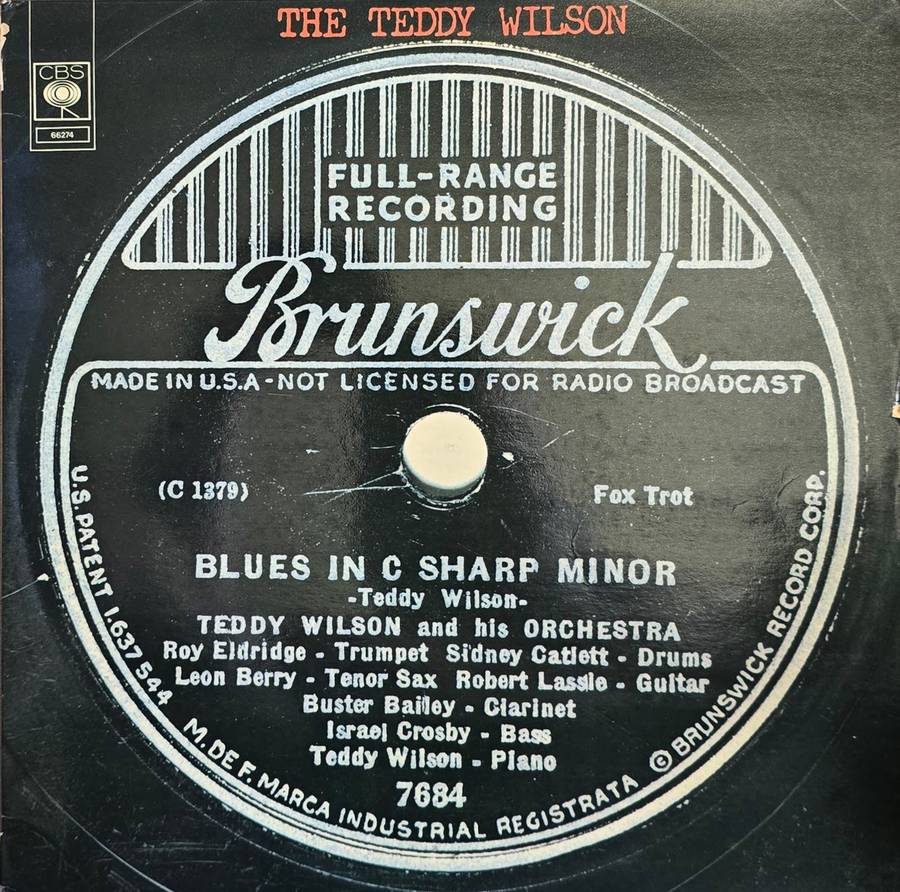 THE TEDDY WILSON
CBS
66274
FULL-RANGE
RECORDING
Brunswick
MADE IN U.S.A-NOT LICENSED FOR RADIO BROADCAST
(C 1379)
Fox Trot
BLUES IN C SHARP MINOR
-Teddy Wilson-
TEDDY WILSON and his ORCHESTRA
Roy Eldridge - Trumpet Sidney Catlett - Drums
Leon Berry - Tenor Sax Robert Lassie - Guitar
Buster Bailey - Clarinet
Israel Crosby - Bass
Teddy Wilson - Piano
7684
U.S. PATENT 1.637544 M. DE F. MARCA INDUSTRIAL REGISTRATA © BRUNSWICK RECORD CORP.